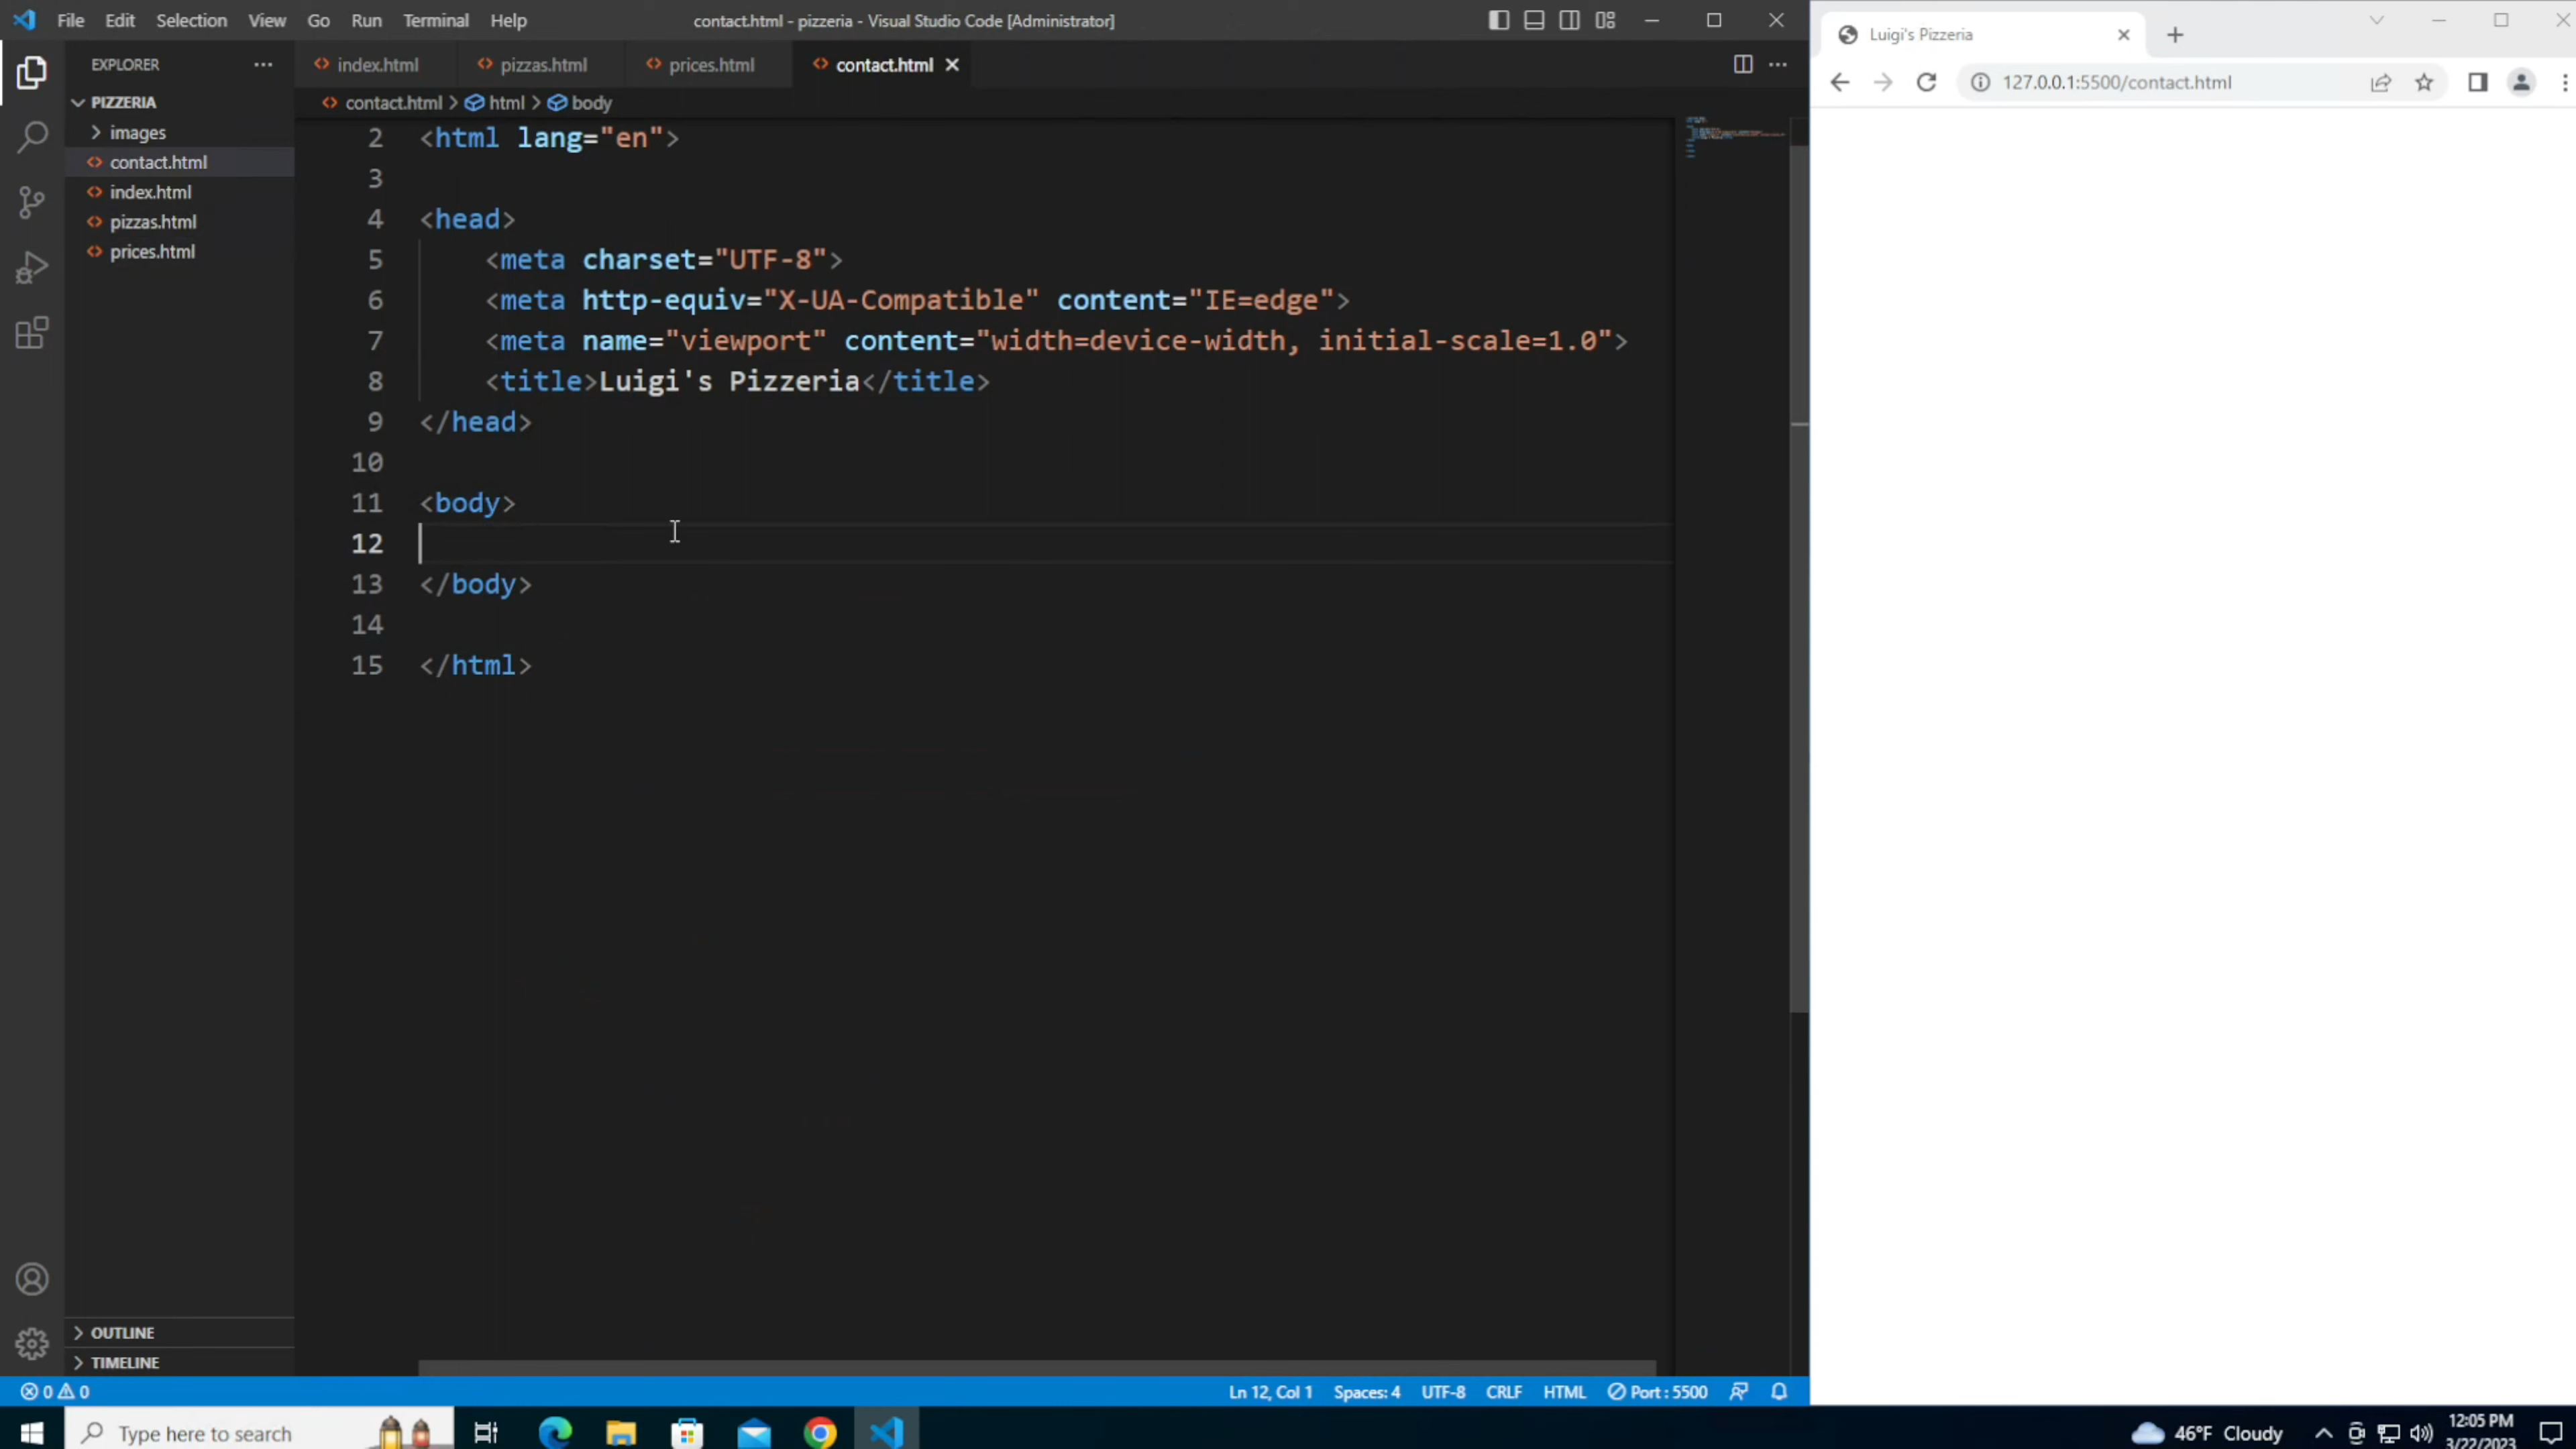 File Edit Selection View Go Run Terminal Help
contact.html - pizzeria - Visual Studio Code [Administrator]
EXPLORER
PIZZERIA
images
contact.html
index.html
pizzas.html
prices.html
OUTLINE
TIMELINE
index.html pizzas.html prices.html contact.html
contact.html > html > body
2 <html lang="en">
3
4 <head>
5 <meta charset="UTF-8">
6 <meta http-equiv="X-UA-Compatible" content="IE=edge">
7 <meta name="viewport" content="width=device-width, initial-scale=1.0">
8 <title>Luigi's Pizzeria</title>
9 </head>
10
11 <body>
12
13 </body>
14
15 </html>
0 0
Ln 12, Col 1 Spaces: 4 UTF-8 CRLF HTML Port : 5500
Luigi's Pizzeria
127.0.0.1:5500/contact.html
Type here to search
46°F Cloudy
12:05 PM
3/22/2023